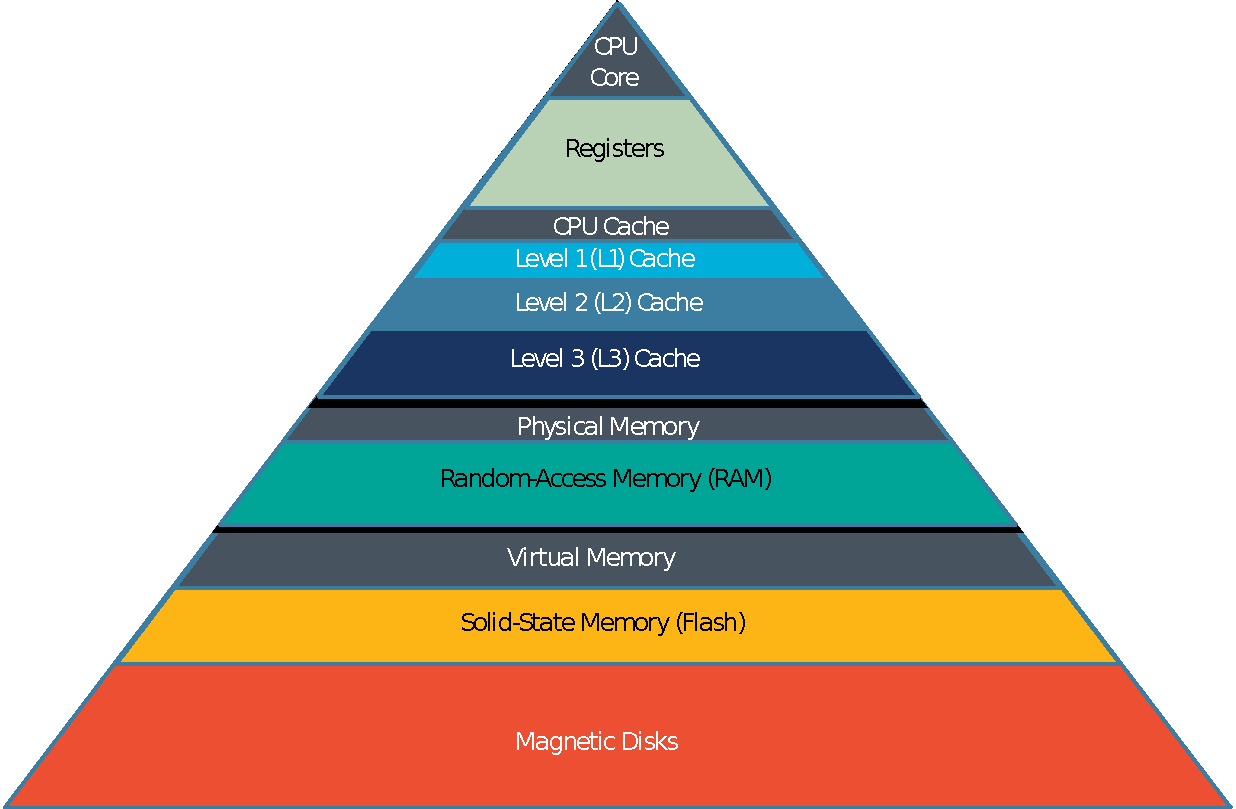 CPU
Core
Registers
CPU Cache
Level 1 (L1) Cache
Level 2 (L2) Cache
Level 3 (L3) Cache
Physical Memory
Random-Access Memory (RAM)
Virtual Memory
Solid-State Memory (Flash)
Magnetic Disks